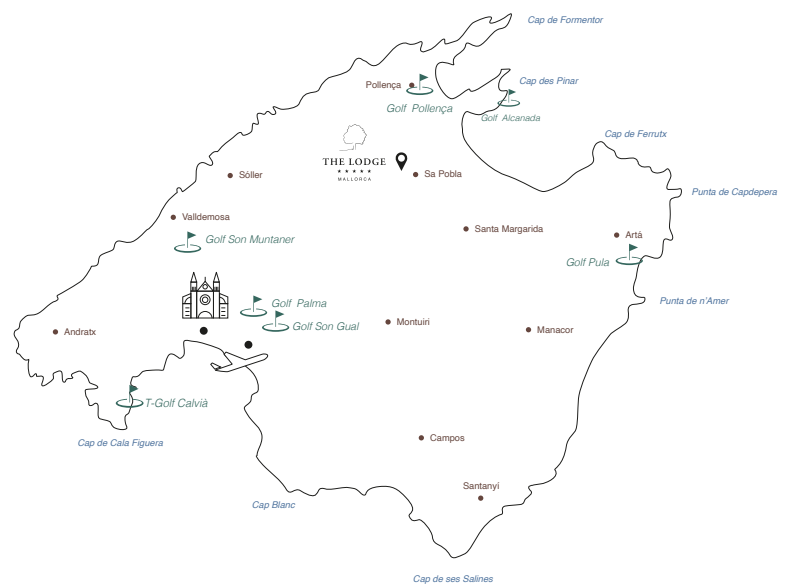 Cap de Formentor
Cap des Pinar
Pollença
Golf Pollença
Golf Alcanada
Cap de Ferrutx
THE LODGE
MALLORCA
Sóller
Sa Pobla
Punta de Capdepera
Valldemosa
Santa Margarida
Artá
Golf Son Muntaner
Golf Pula
Golf Palma
Punta de n'Amer
Golf Son Gual
Montuiri
Manacor
Andratx
T-Golf Calvià
Cap de Cala Figuera
Campos
Santanyí
Cap Blanc
Cap de ses Salines